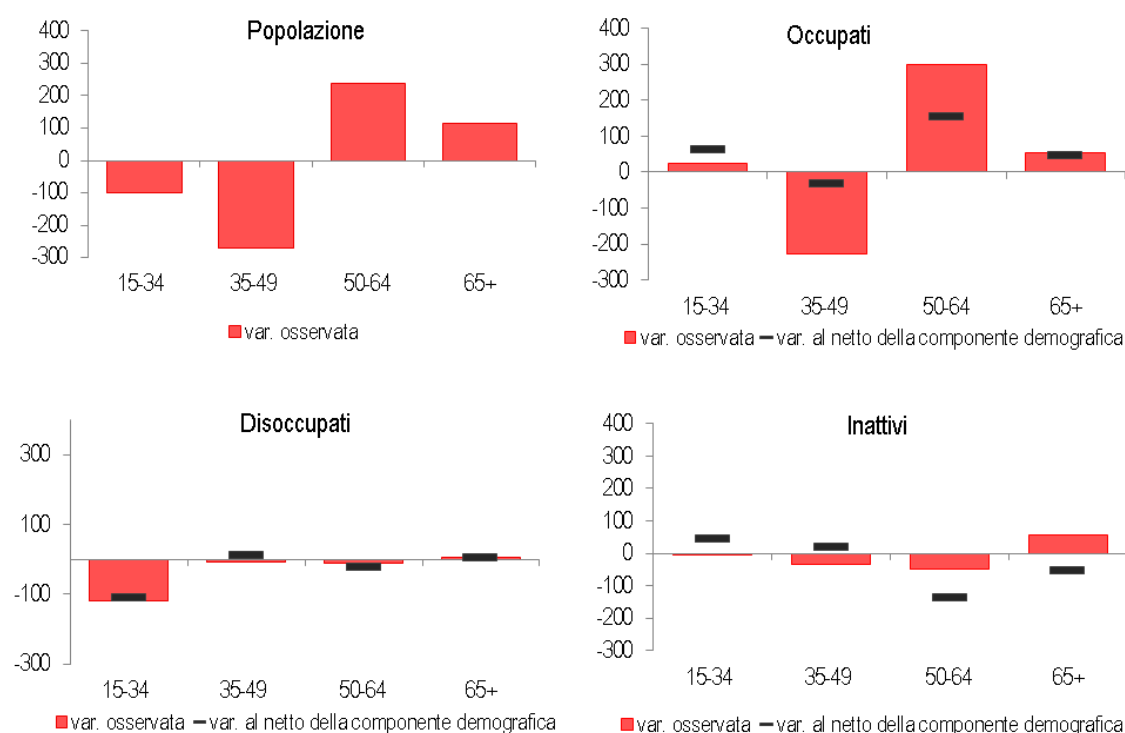 Popolazione
400
300
200
100
0
-100
-200
-300
15-34 35-49 50-64 65+
var. osservata
Occupati
400
300
200
100
0
-100
-200
-300
15-34 35-49 50-64 65+
var. osservata var. al netto della componente demografica
Disoccupati
300
100
-100
-300
15-34 35-49 50-64 65+
var. osservata var. al netto della componente demografica
Inattivi
400
300
200
100
0
-100
-200
-300
15-34 35-49 50-64 65+
var. osservata var. al netto della componente demografica